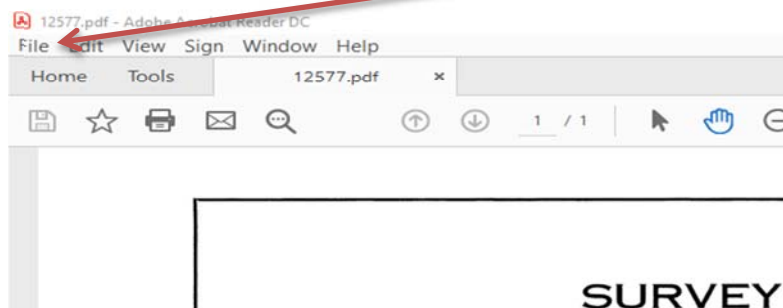 12577.pdf - Adobe Acrobat Reader DC
File Edit View Sign Window Help
Home Tools 12577.pdf ×
1 / 1
SURVEY